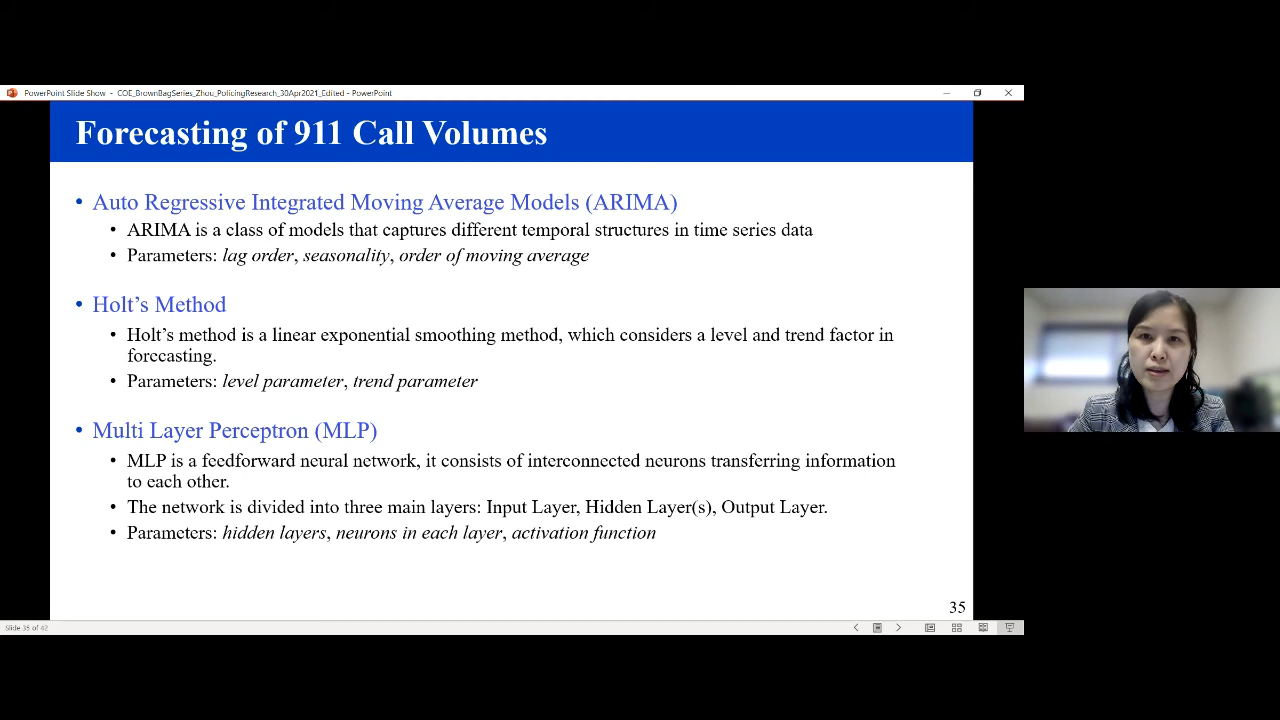 PowerPoint Slide Show - COE_BrownBagSeries_Zhou_PolicingResearch_30Apr2021_Edited - PowerPoint
Forecasting of 911 Call Volumes
• Auto Regressive Integrated Moving Average Models (ARIMA)
• ARIMA is a class of models that captures different temporal structures in time series data
• Parameters: lag order, seasonality, order of moving average
• Holt's Method
• Holt's method is a linear exponential smoothing method, which considers a level and trend factor in
forecasting.
• Parameters: level parameter, trend parameter
• Multi Layer Perceptron (MLP)
• MLP is a feedforward neural network, it consists of interconnected neurons transferring information
to each other.
• The network is divided into three main layers: Input Layer, Hidden Layer(s), Output Layer.
• Parameters: hidden layers, neurons in each layer, activation function
35
Slide 35 of 42